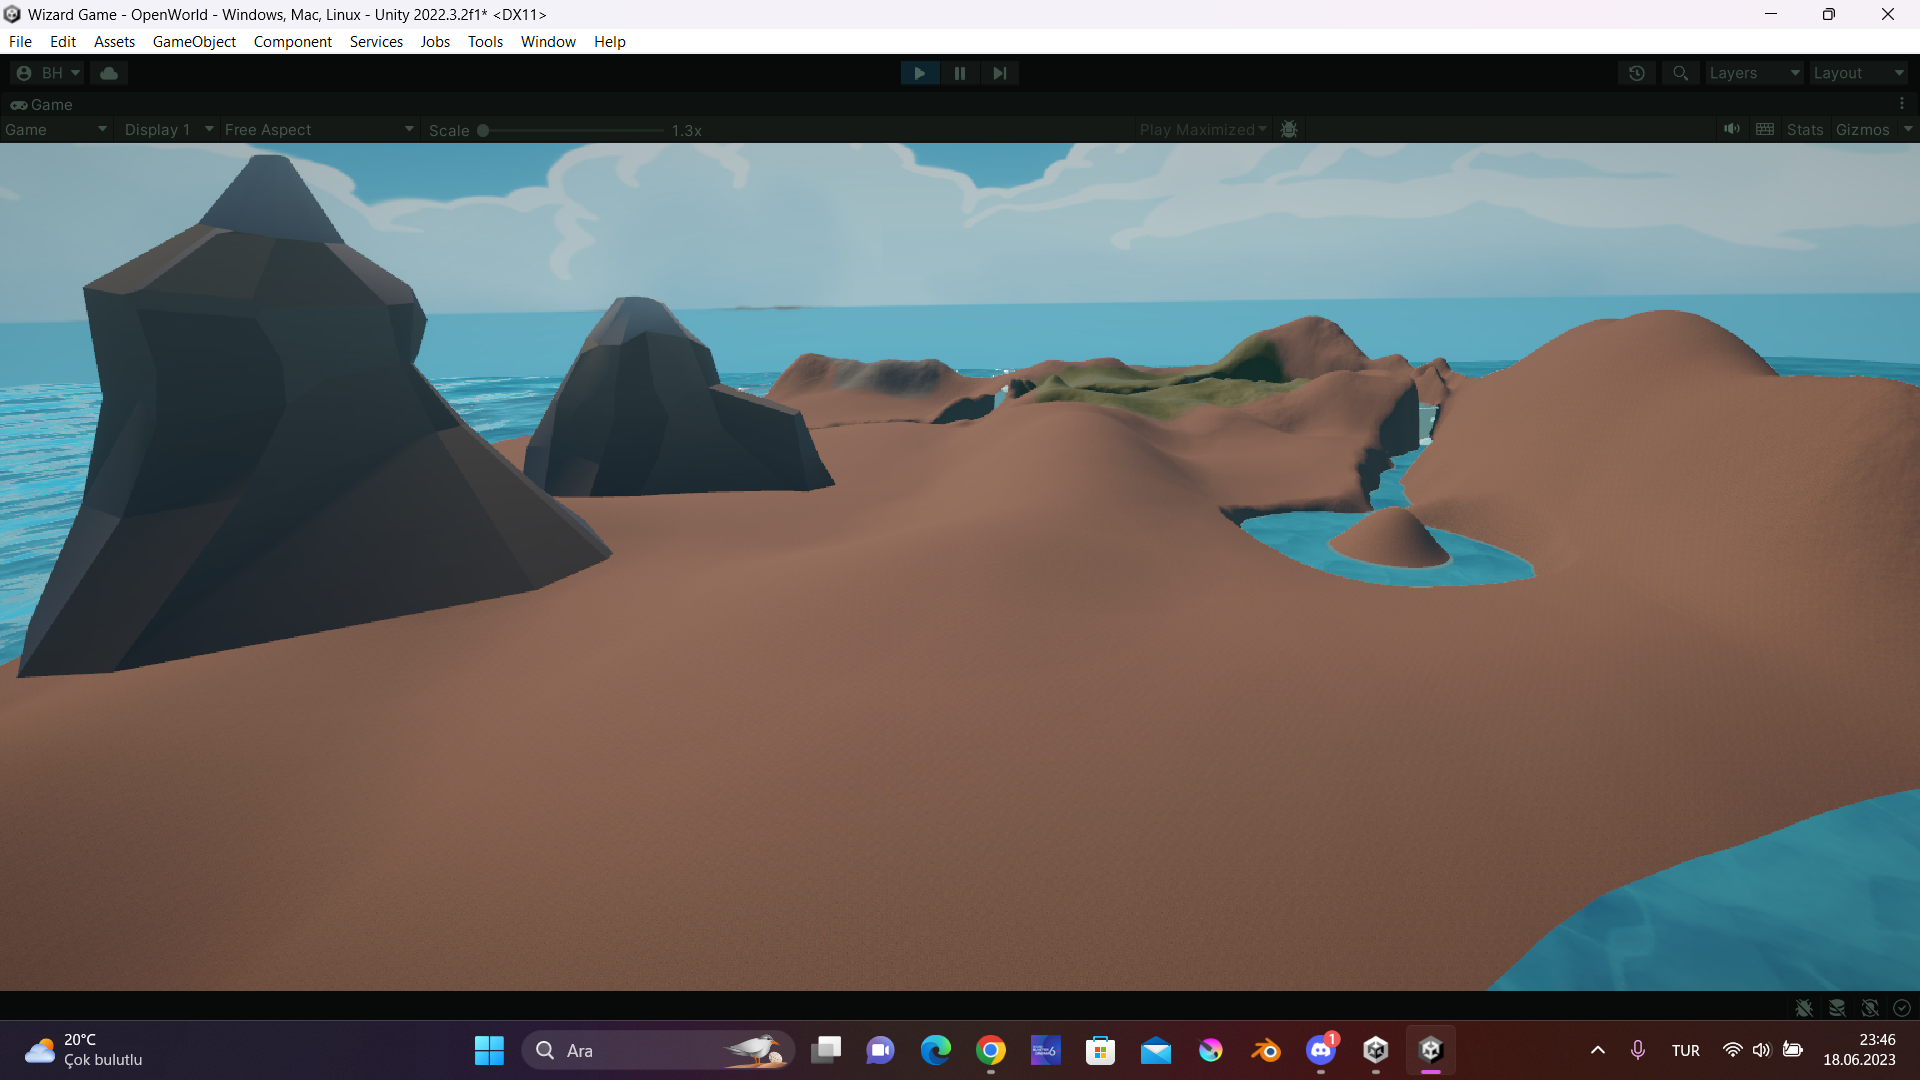 Wizard Game - OpenWorld - Windows, Mac, Linux - Unity 2022.3.2f1* <DX11>
File Edit Assets GameObject Component Services Jobs Tools Window Help
BH Layers Layout
Game
Game Display 1 Free Aspect Scale 1.3x Play Maximized Stats Gizmos
20°C
Çok bulutlu
Ara
6
1
TUR
23:46
18.06.2023